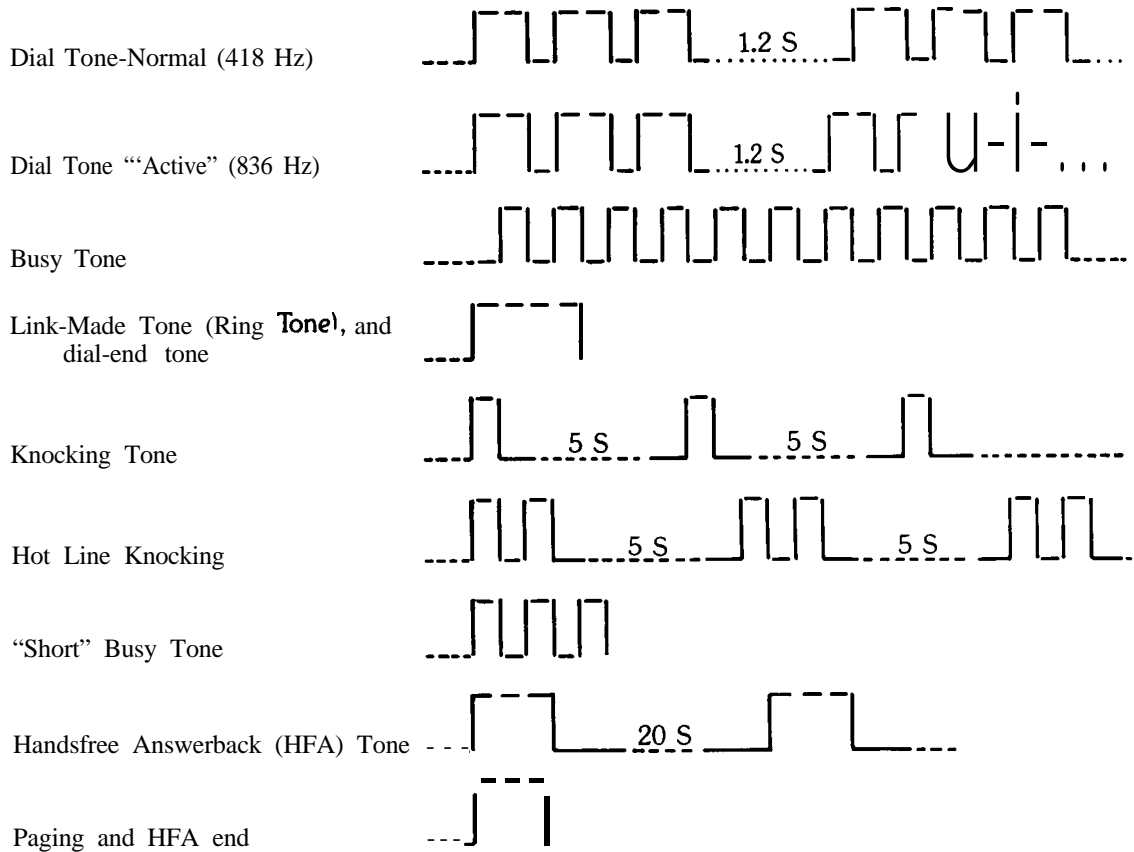 Dial Tone-Normal (418 Hz)
1.2 S
Dial Tone “‘Active” (836 Hz)
1.2 S
Busy Tone
Link-Made Tone (Ring Tone), and
dial-end tone
Knocking Tone
5 S 5 S
Hot Line Knocking
5 S 5 S
“Short” Busy Tone
Handsfree Answerback (HFA) Tone
20 S
Paging and HFA end